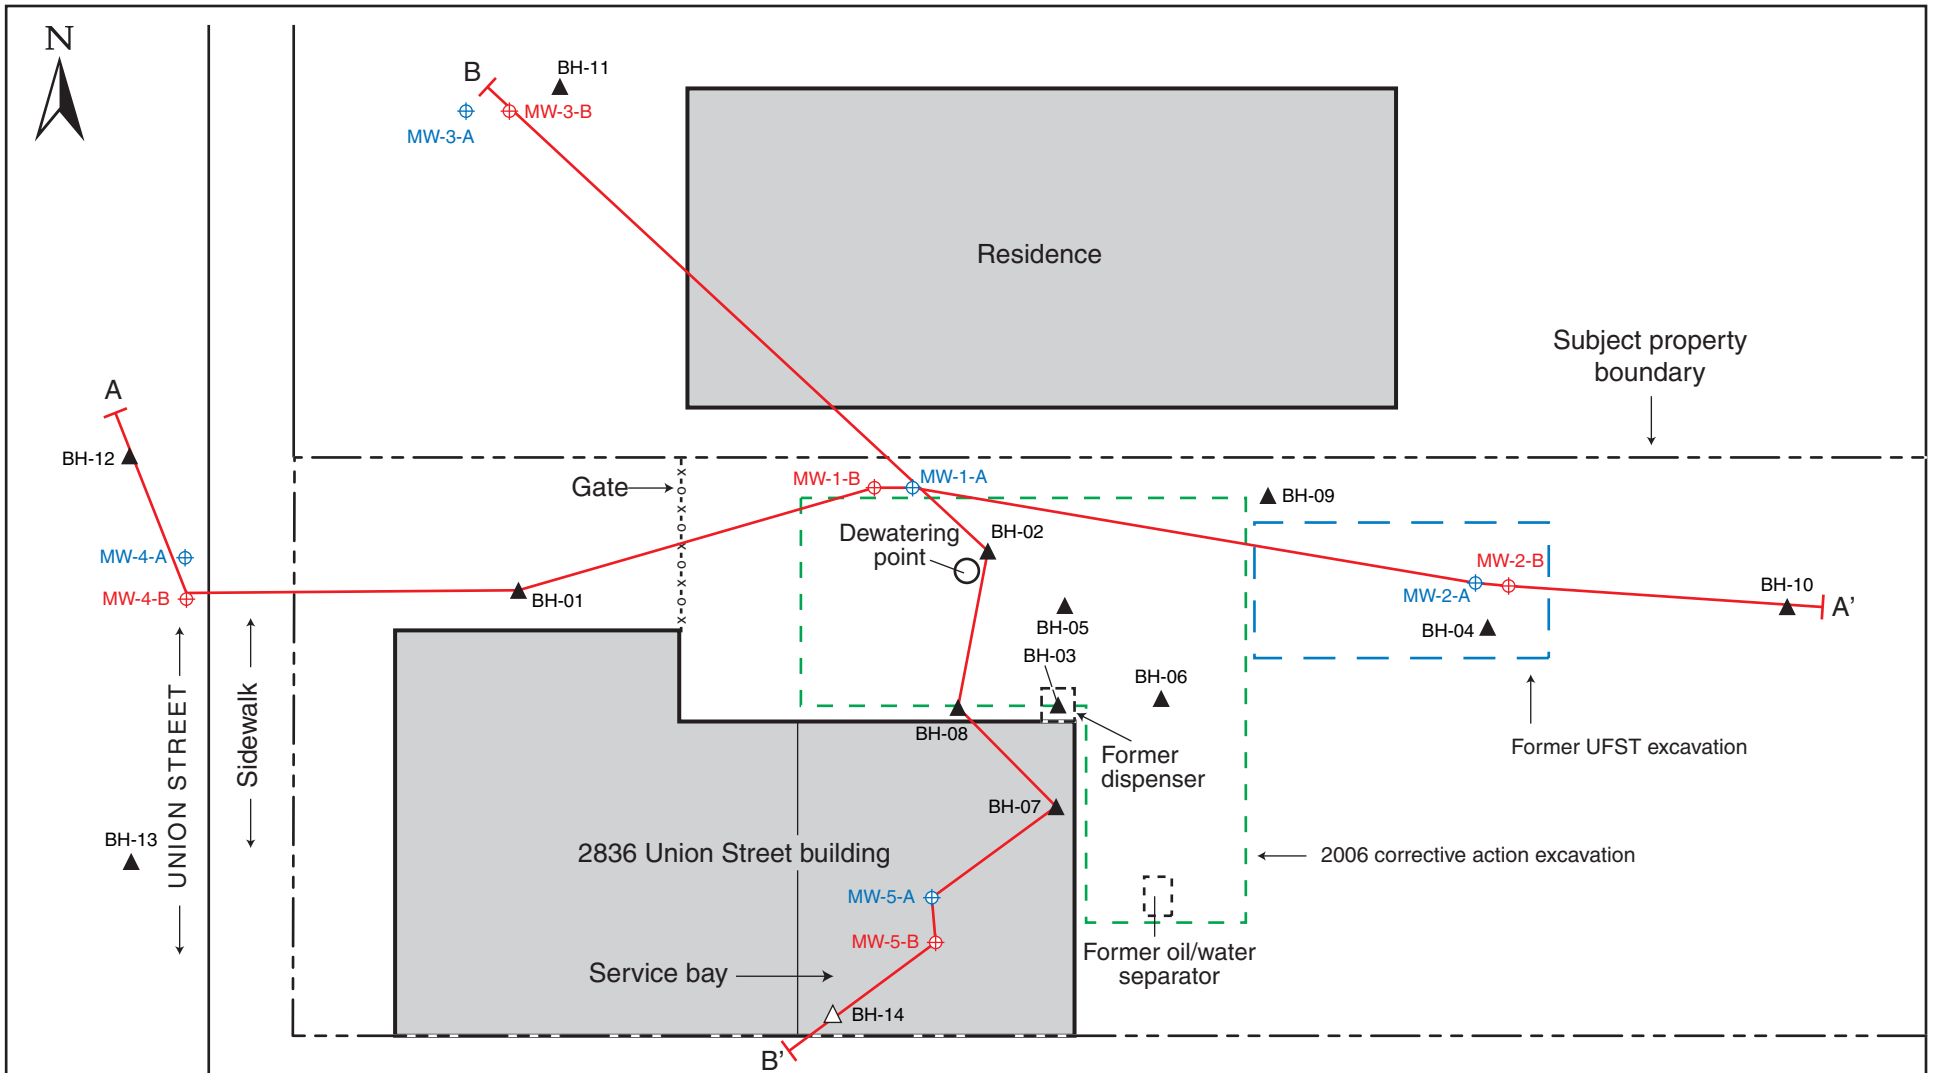 N
B
BH-11
MW-3-B
MW-3-A
Residence
Subject property
boundary
A
BH-12
Gate
MW-1-B
MW-1-A
BH-09
Dewatering
point
BH-02
MW-4-A
MW-4-B
BH-01
MW-2-B
MW-2-A
BH-10
A'
BH-04
BH-05
BH-03
BH-06
BH-08
Former
dispenser
Former UFST excavation
UNION STREET
Sidewalk
BH-07
BH-13
2836 Union Street building
2006 corrective action excavation
MW-5-A
MW-5-B
Former oil/water
separator
Service bay
BH-14
B'